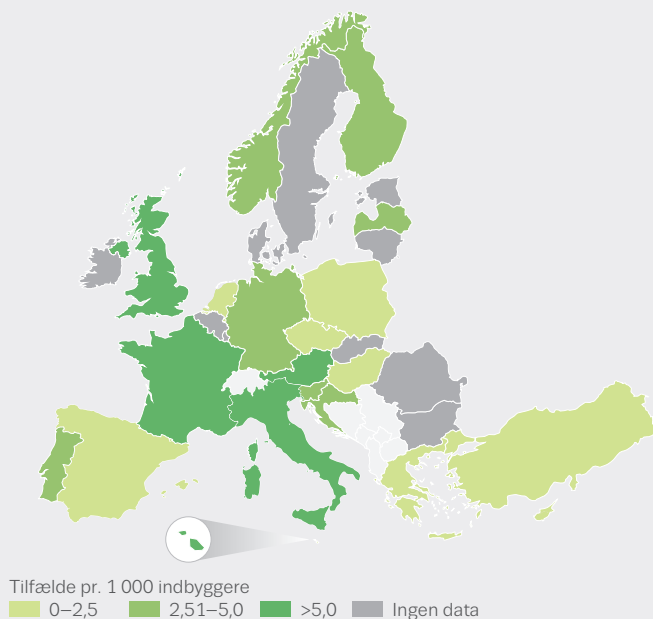 Tilfælde pr. 1 000 indbyggere
0–2,5 2,51–5,0 >5,0 Ingen data